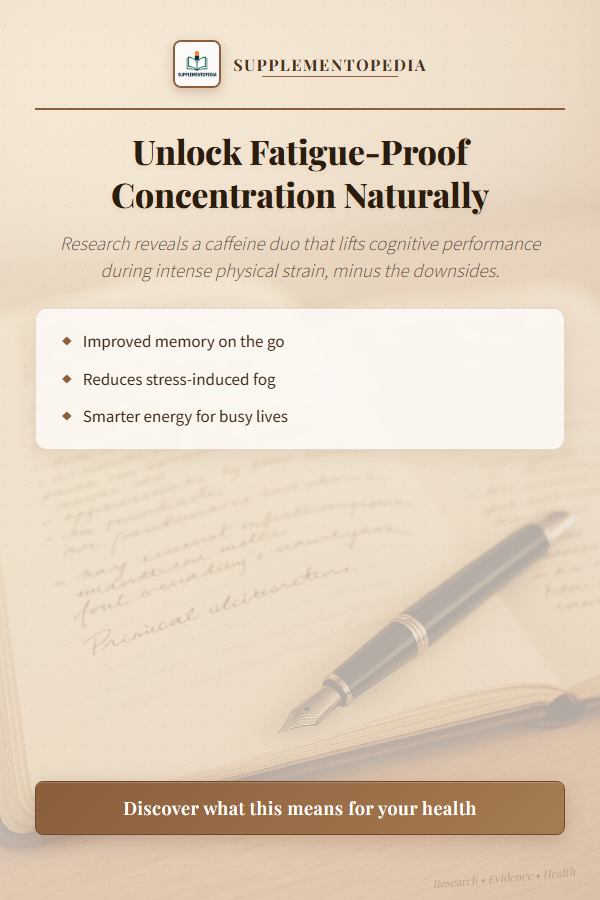 SUPPLEMENTOPEDIA
SUPPLEMENTOPEDIA
Unlock Fatigue-Proof
Concentration Naturally
Research reveals a caffeine duo that lifts cognitive performance
during intense physical strain, minus the downsides.
Improved memory on the go
Reduces stress-induced fog
Smarter energy for busy lives
Discover what this means for your health
Research • Evidence • Health